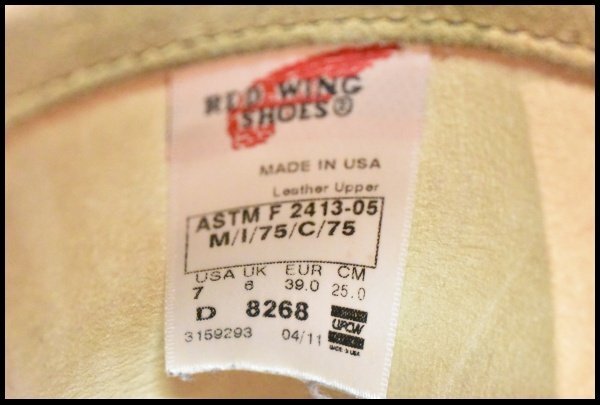 RED WING
SHOES®
MADE IN USA
Leather Upper
ASTM F 2413-05
M/I/75/C/75
USA UK EUR CM
7 6 39.0 25.0
D 8268 UFCW
3159293 04/11 MADE IN USA